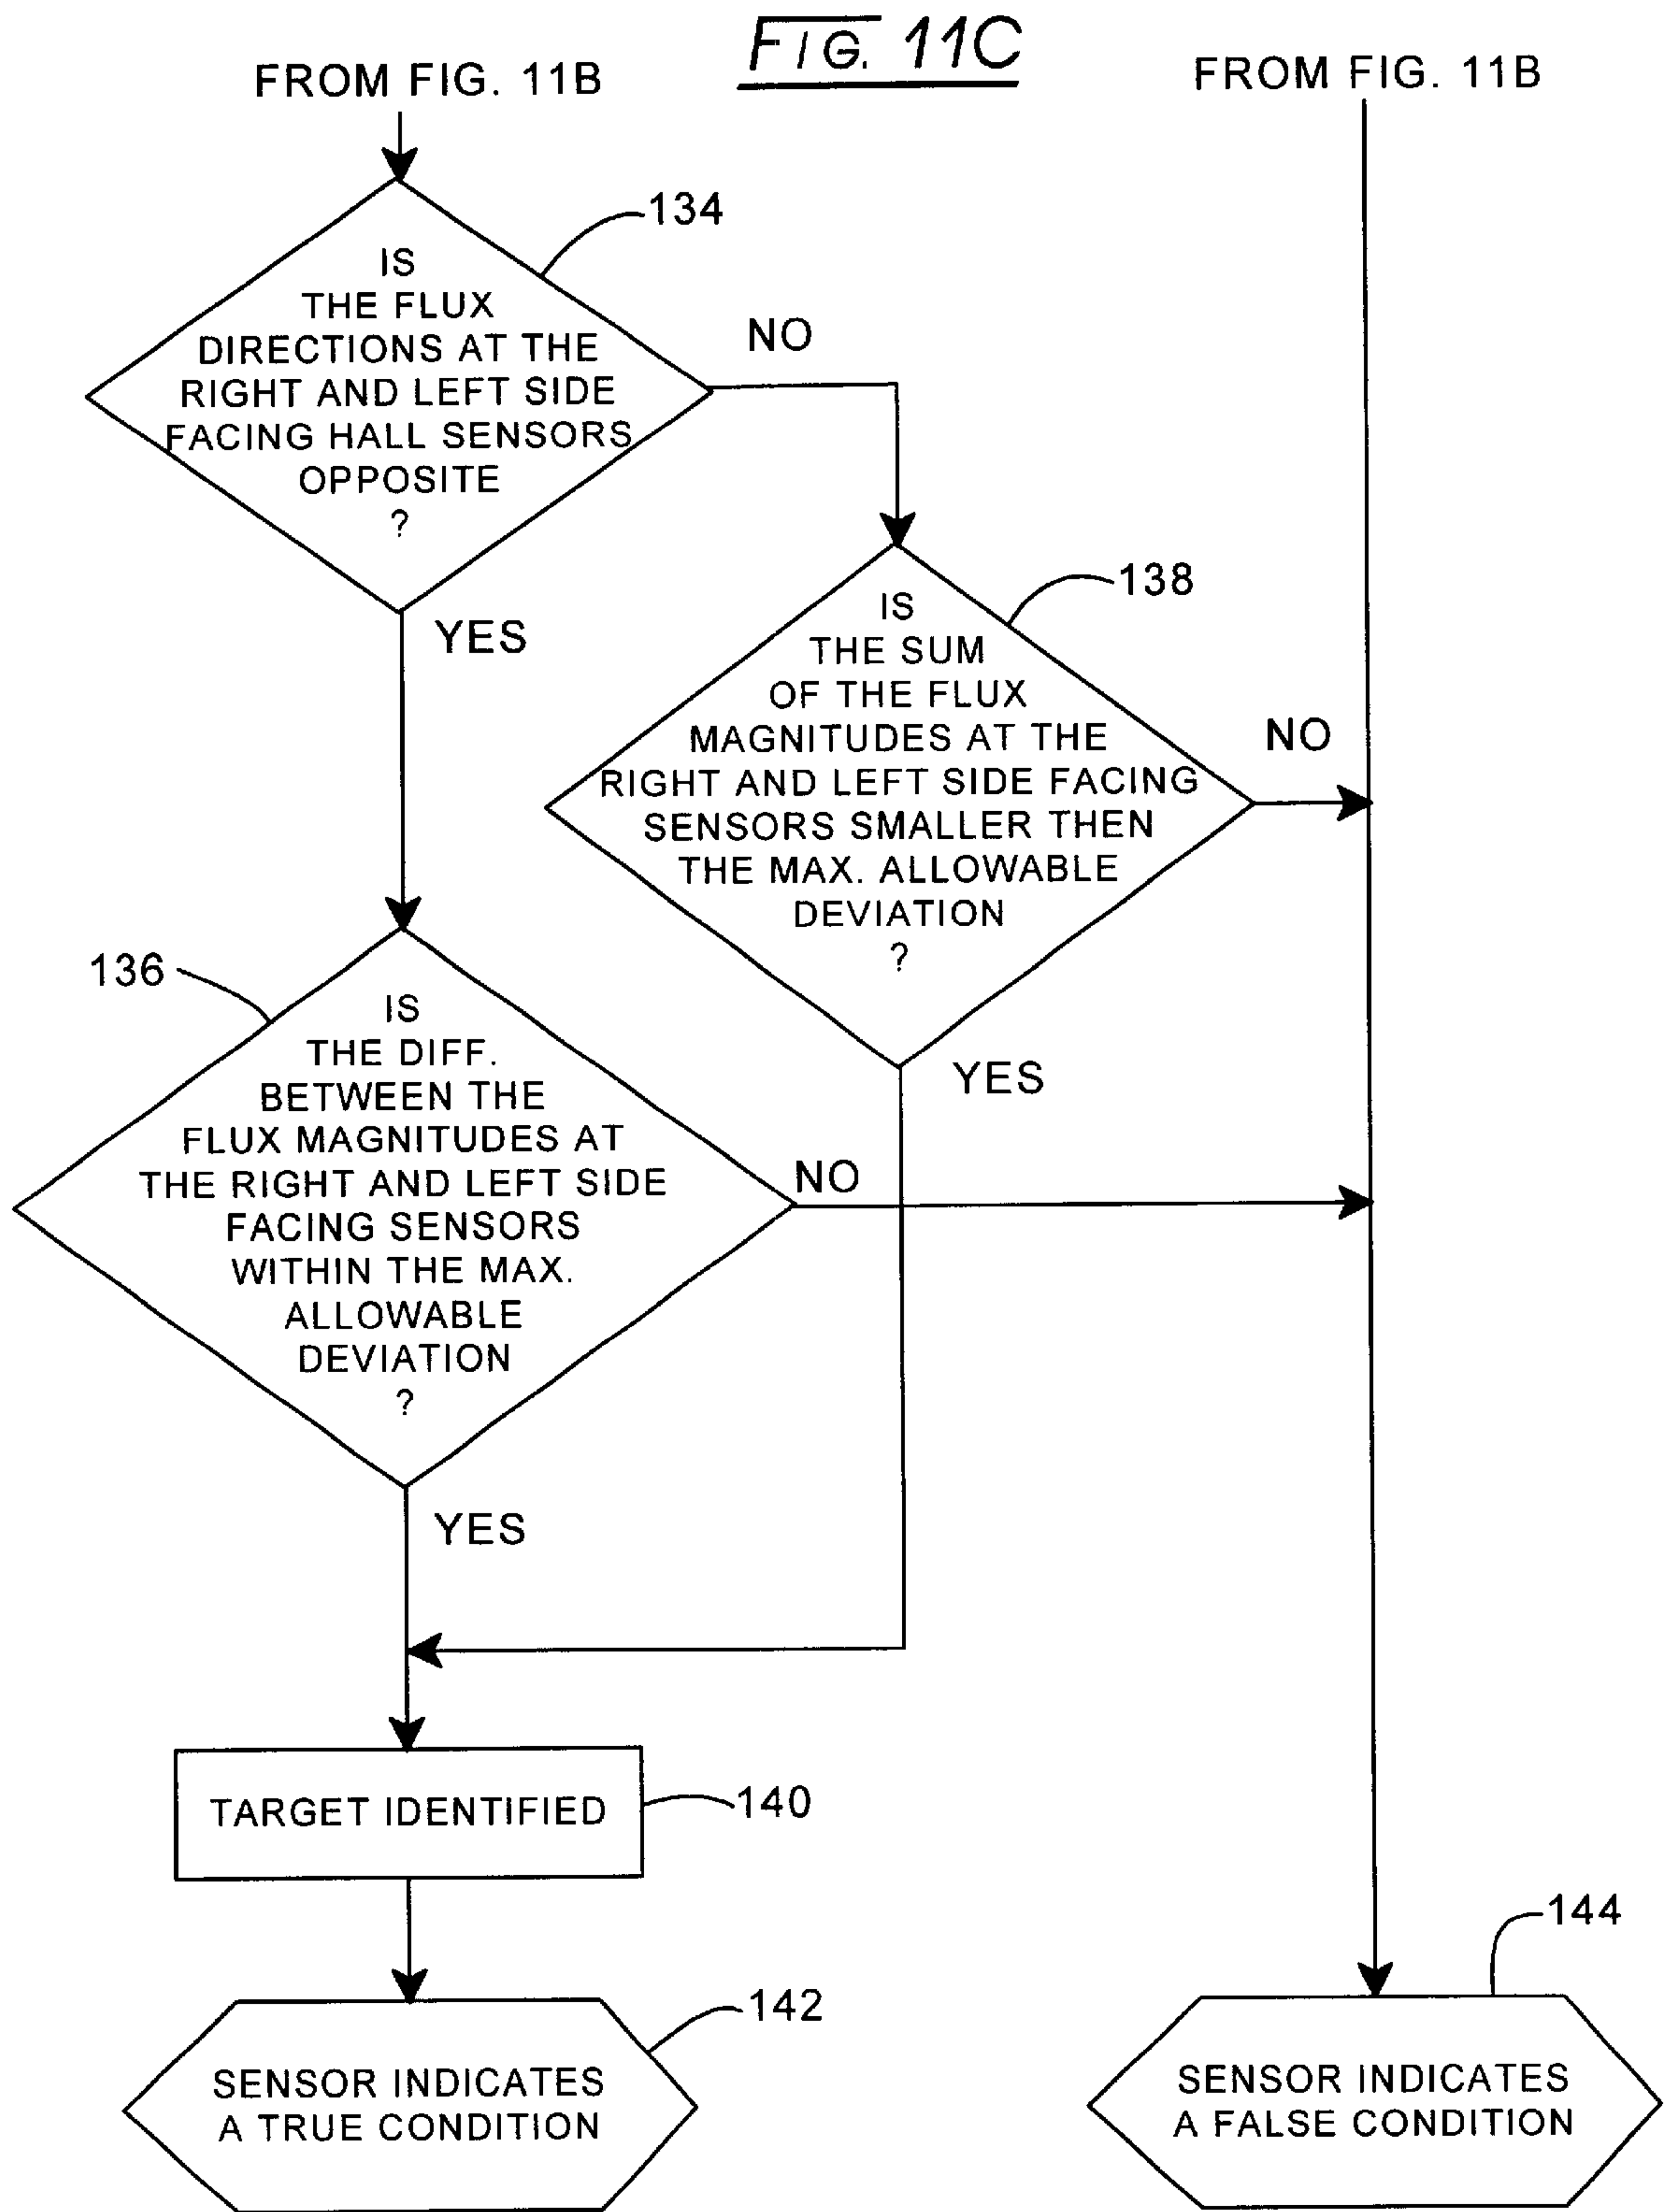 FIG. 11C
FROM FIG. 11B
FROM FIG. 11B
134
IS
THE FLUX
DIRECTIONS AT THE
RIGHT AND LEFT SIDE
FACING HALL SENSORS
OPPOSITE
?
NO
YES
138
IS
THE SUM
OF THE FLUX
MAGNITUDES AT THE
RIGHT AND LEFT SIDE FACING
SENSORS SMALLER THEN
THE MAX. ALLOWABLE
DEVIATION
?
NO
YES
136
IS
THE DIFF.
BETWEEN THE
FLUX MAGNITUDES AT
THE RIGHT AND LEFT SIDE
FACING SENSORS
WITHIN THE MAX.
ALLOWABLE
DEVIATION
?
NO
YES
TARGET IDENTIFIED
140
142
SENSOR INDICATES
A TRUE CONDITION
144
SENSOR INDICATES
A FALSE CONDITION